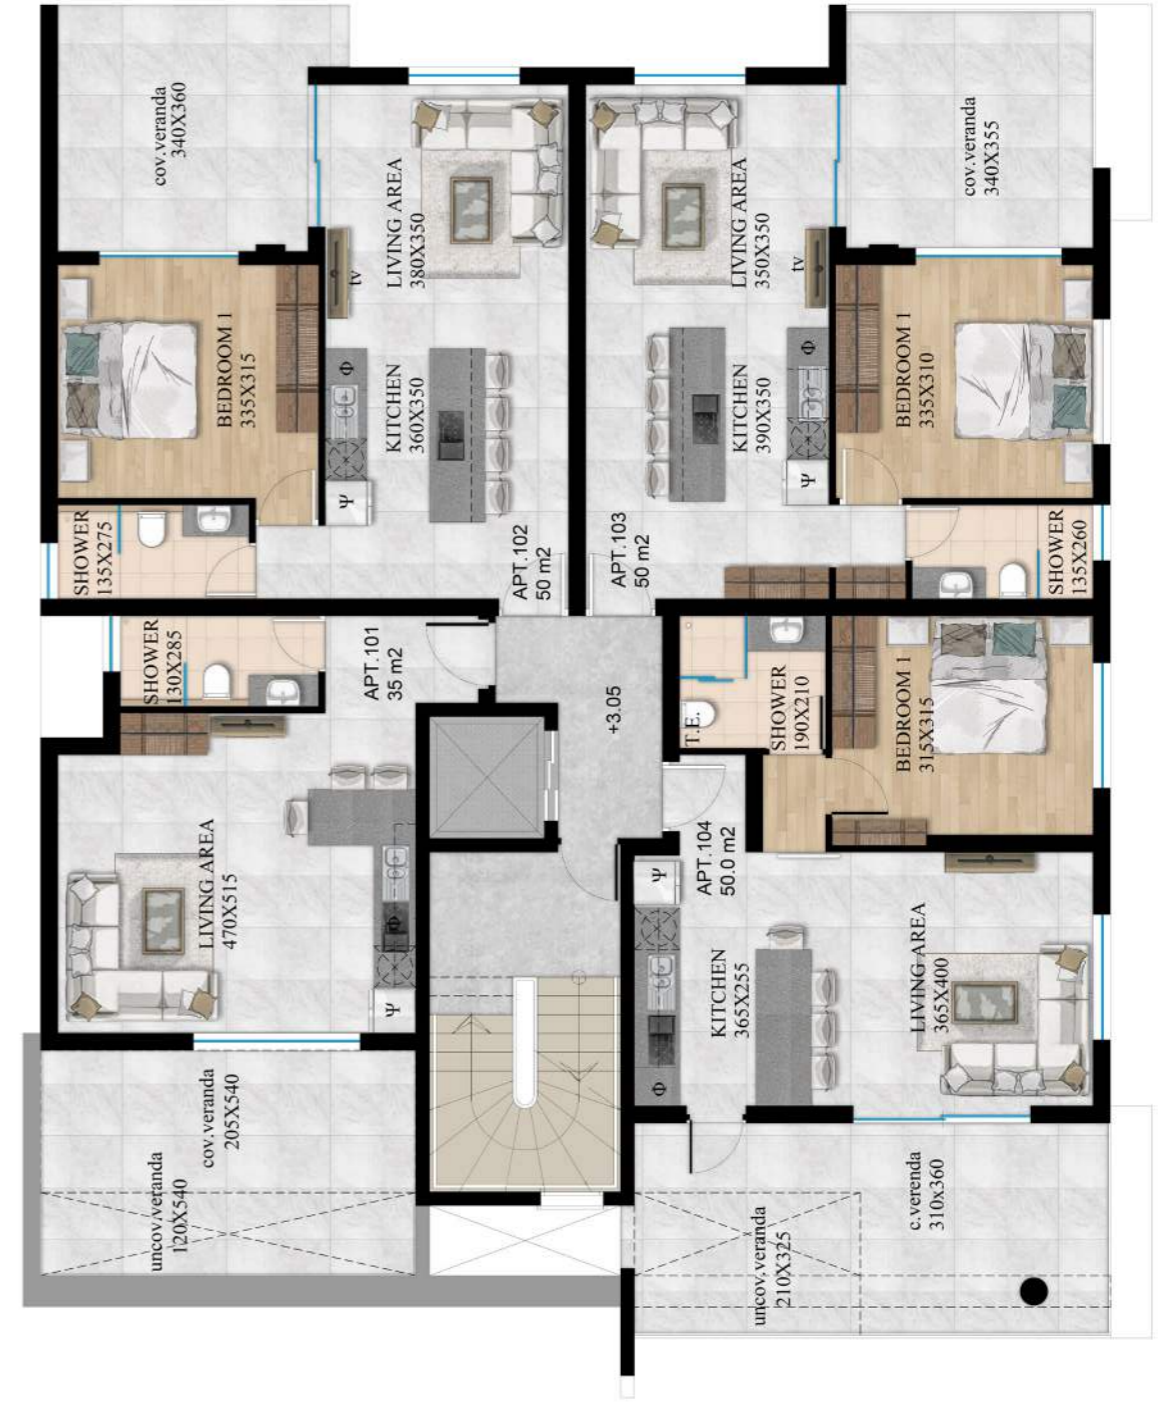 cov.veranda
340X360
LIVING AREA
380X350
tv
BEDROOM 1
335X315
KITCHEN
360X350
Φ
Ψ
SHOWER
135X275
APT.102
50 m2
cov.veranda
340X355
LIVING AREA
350X350
tv
BEDROOM 1
335X310
KITCHEN
390X350
Φ
Ψ
APT.103
50 m2
SHOWER
135X260
SHOWER
130X285
APT.101
35 m2
LIVING AREA
470X515
Φ
Ψ
cov.veranda
205X540
uncov.veranda
120X540
+3.05
T.E.
SHOWER
190X210
BEDROOM 1
315X315
APT.104
50.0 m2
Ψ
KITCHEN
365X255
Φ
LIVING AREA
365X400
c.verenda
310x360
uncov.veranda
210X325